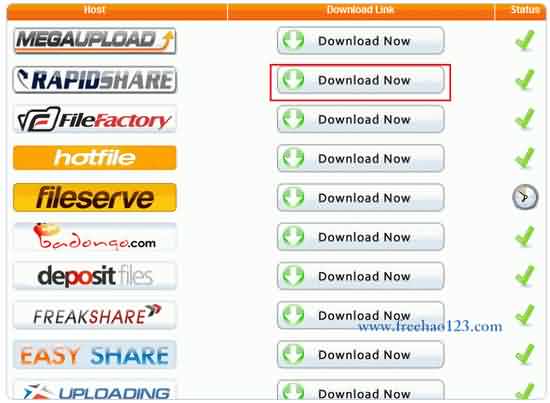 Host Download Link Status
MEGAUPLOAD Download Now
RAPIDSHARE Download Now
FileFactory Download Now
hotfile Download Now
fileserve Download Now
badongo.com Download Now
depositfiles Download Now
FREAKSHARE Download Now
www.freehao123.com
EASY SHARE Download Now
UPLOADING Download Now